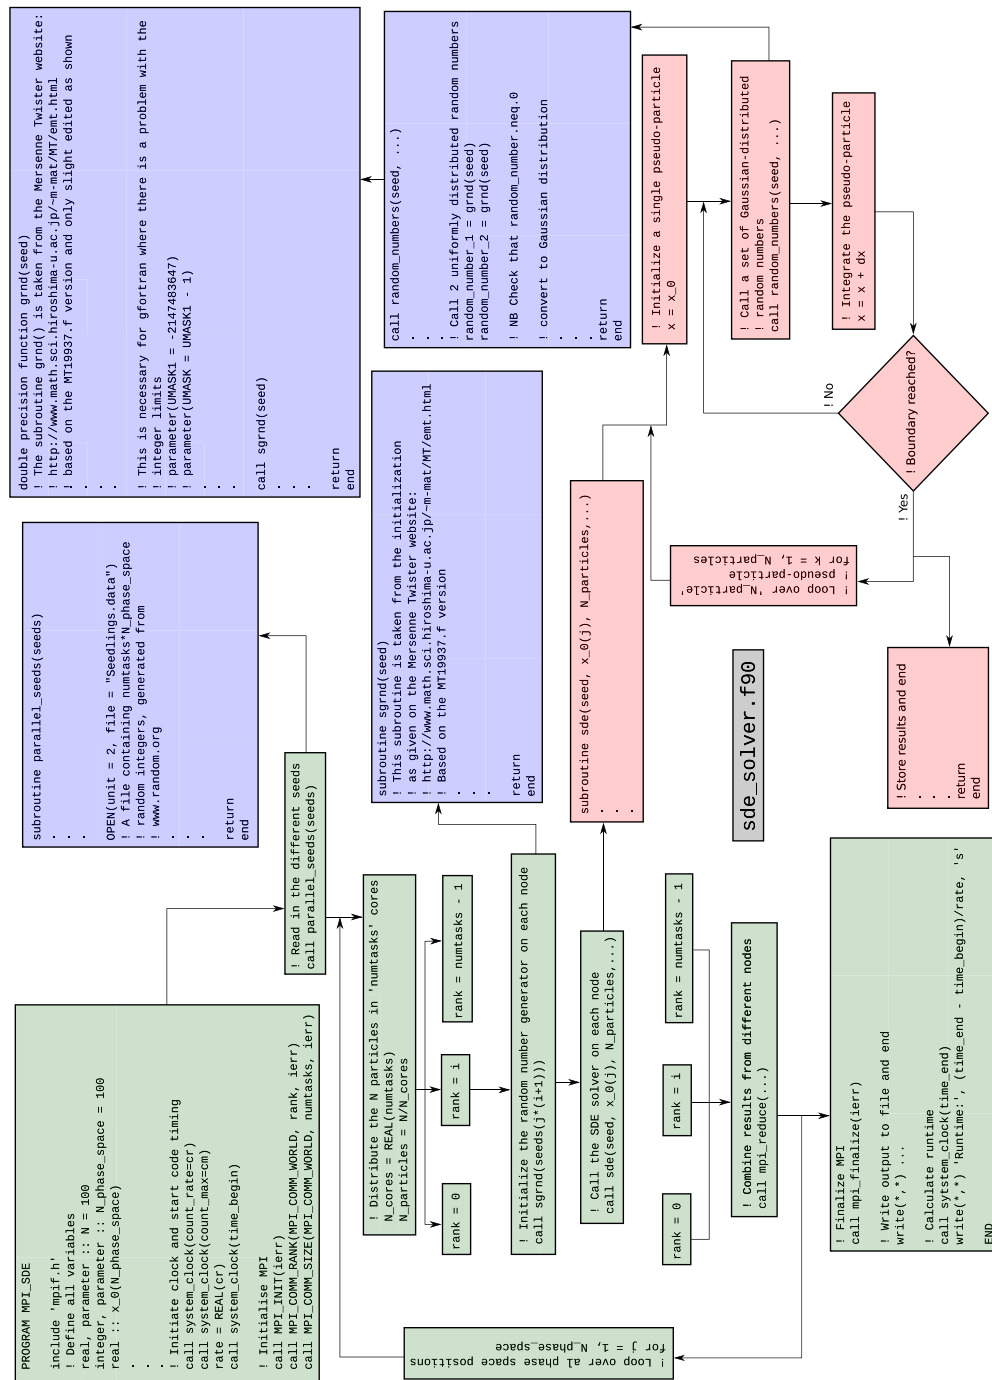 PROGRAM MPI_SDE
include 'mpif.h'
! Define all variables
real, parameter :: N = 100
integer, parameter :: N_phase_space = 100
real :: x_0(N_phase_space)
.
.
.
! Initiate clock and start code timing
call system_clock(count_rate=cr)
call system_clock(count_max=cm)
rate = REAL(cr)
call system_clock(time_begin)
! Initialise MPI
call MPI_INIT(ierr)
call MPI_COMM_RANK(MPI_COMM_WORLD, rank, ierr)
call MPI_COMM_SIZE(MPI_COMM_WORLD, numtasks, ierr)
! Read in the different seeds
call parallel_seeds(seeds)
subroutine parallel_seeds(seeds)
.
.
.
OPEN(unit = 2, file = "Seedlings.data")
! A file containing numtasks*N_phase_space
! random integers, generated from
! www.random.org
.
.
.
return
end
double precision function grnd(seed)
! The subroutine grnd() is taken from the Mersenne Twister website:
! http://www.math.sci.hiroshima-u.ac.jp/~m-mat/MT/emt.html
! based on the MT19937.f version and only slight edited as shown
.
.
.
! This is necessary for gfortran where there is a problem with the
! integer limits
! parameter(UMASK1 = -2147483647)
! parameter(UMASK = UMASK1 - 1)
.
.
.
call sgrnd(seed)
.
.
.
return
end
! Distribute the N particles in 'numtasks' cores
N_cores = REAL(numtasks)
N_particles = N/N_cores
rank = 0
rank = i
rank = numtasks - 1
! Initialize the random number generator on each node
call sgrnd(seeds(j*(i+1)))
subroutine sgrnd(seed)
! This subroutine is taken from the initialization
! as given on the Mersenne Twister website:
! http://www.math.sci.hiroshima-u.ac.jp/~m-mat/MT/emt.html
! Based on the MT19937.f version
.
.
.
return
end
call random_numbers(seed, ...)
.
.
.
! Call 2 uniformly distributed random numbers
random_number_1 = grnd(seed)
random_number_2 = grnd(seed)
! NB Check that random_number.neq.0
! convert to Gaussian distribution
.
.
.
return
end
! Call the SDE solver on each node
call sde(seed, x_0(j), N_particles,...)
subroutine sde(seed, x_0(j), N_particles,...)
.
.
.
! Initialize a single pseudo-particle
x = x_0
! Call a set of Gaussian-distributed
! random numbers
call random_numbers(seed, ...)
! Integrate the pseudo-particle
x = x + dx
! Boundary reached?
! No
! Yes
! Loop over 'N_particle'
! pseudo-particle
for k = 1, N_particles
! Store results and end
.
.
.
return
end
sde_solver.f90
rank = 0
rank = i
rank = numtasks - 1
! Combine results from different nodes
call mpi_reduce(...)
! Loop over al phase space positions
for j = 1, N_phase_space
! Finalize MPI
call mpi_finalize(ierr)
! Write output to file and end
write(*,*) ...
! Calculate runtime
call sytstem_clock(time_end)
write(*,*) 'Runtime:', (time_end - time_begin)/rate, 's'
END